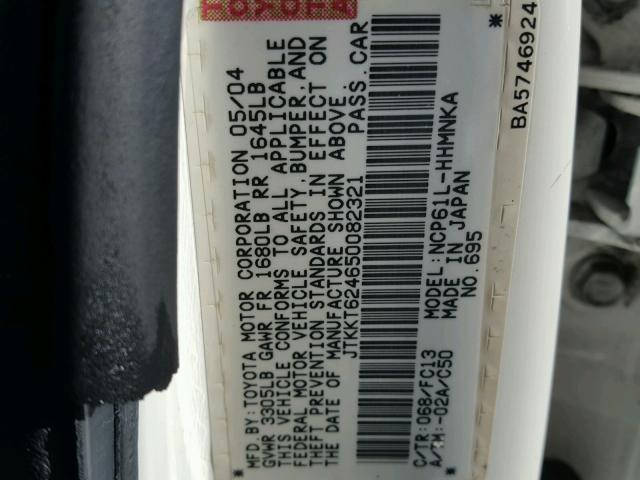 TOYOTA
MFD. BY: TOYOTA MOTOR CORPORATION 05/04
GVWR 3305LB GAWR FR 1680LB RR 1645LB
THIS VEHICLE CONFORMS TO ALL APPLICABLE
FEDERAL MOTOR VEHICLE SAFETY, BUMPER, AND
THEFT PREVENTION STANDARDS IN EFFECT ON
THE DATE OF MANUFACTURE SHOWN ABOVE.
JTKKT624650082321 PASS. CAR
C/TR: 068/FC13 MODEL: NCP61L-HHMNKA
A/TM: -02A/C50 MADE IN JAPAN
NO. 695
BA5746924